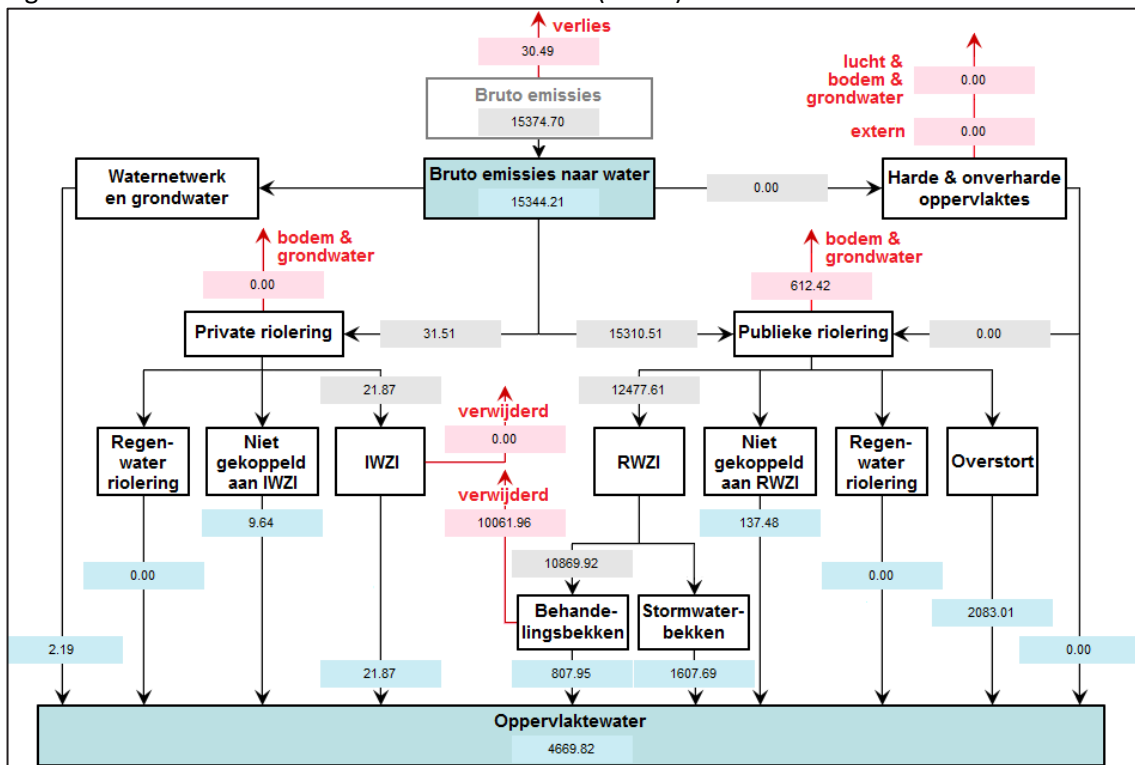 verlies
30.49
Bruto emissies
15374.70
lucht &
bodem &
grondwater
0.00
extern
0.00
Waternetwerk
en grondwater
Bruto emissies naar water
15344.21
0.00
Harde & onverharde
oppervlaktes
bodem &
grondwater
0.00
bodem &
grondwater
612.42
Private riolering
31.51
15310.51
Publieke riolering
0.00
21.87
12477.61
verwijderd
0.00
Regen-
water
riolering
Niet
gekoppeld
aan IWZI
IWZI
RWZI
Niet
gekoppeld
aan RWZI
Regen-
water
riolering
Overstort
verwijderd
10061.96
9.64
137.48
10869.92
0.00
0.00
Behande-
lingsbekken
Stormwater-
bekken
2083.01
2.19
21.87
807.95
1607.69
0.00
Oppervlaktewater
4669.82